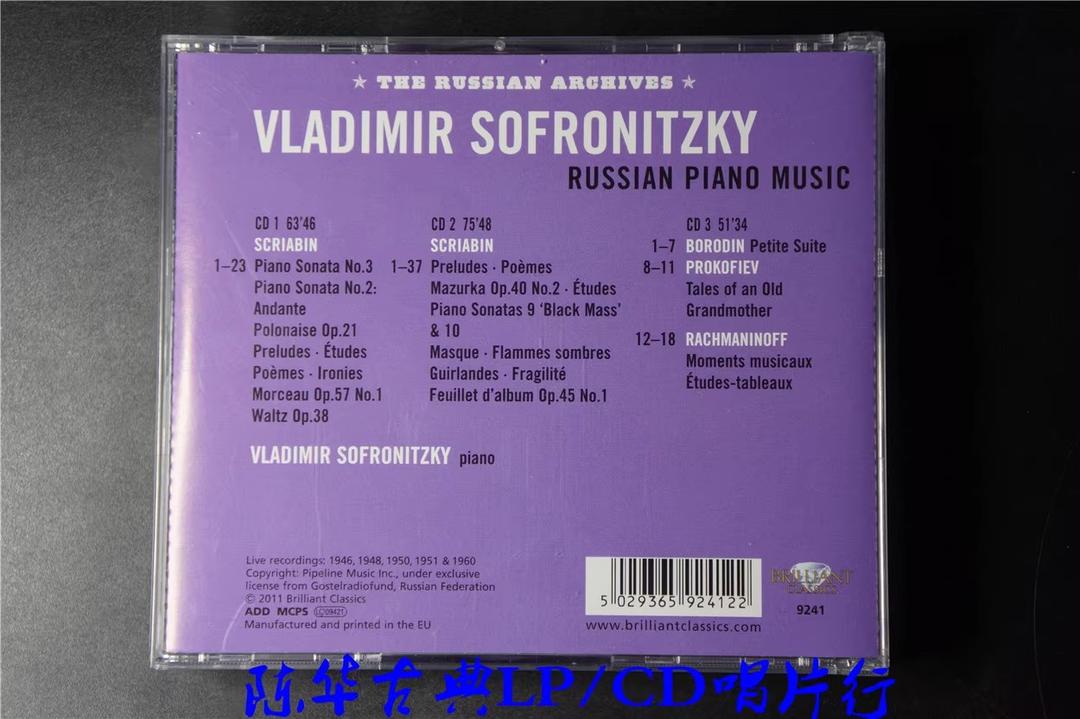 ★ THE RUSSIAN ARCHIVES ★
VLADIMIR SOFRONITZKY
RUSSIAN PIANO MUSIC
CD 1 63'46
SCRIABIN
1–23 Piano Sonata No.3
Piano Sonata No.2:
Andante
Polonaise Op.21
Preludes · Études
Poèmes · Ironies
Morceau Op.57 No.1
Waltz Op.38
CD 2 75'48
SCRIABIN
1–37 Preludes · Poèmes
Mazurka Op.40 No.2 · Études
Piano Sonatas 9 ‘Black Mass’
& 10
Masque · Flammes sombres
Guirlandes · Fragilité
Feuillet d'album Op.45 No.1
CD 3 51'34
1–7 BORODIN Petite Suite
8–11 PROKOFIEV
Tales of an Old
Grandmother
12–18 RACHMANINOFF
Moments musicaux
Études-tableaux
VLADIMIR SOFRONITZKY piano
Live recordings: 1946, 1948, 1950, 1951 & 1960
Copyright: Pipeline Music Inc., under exclusive
license from Gostelradiofund, Russian Federation
© 2011 Brilliant Classics
ADD MCPS LC 09421
Manufactured and printed in the EU
5 029365 924122
www.brilliantclassics.com
BRILLIANT
CLASSICS
9241
陈华古典LP/CD唱片行